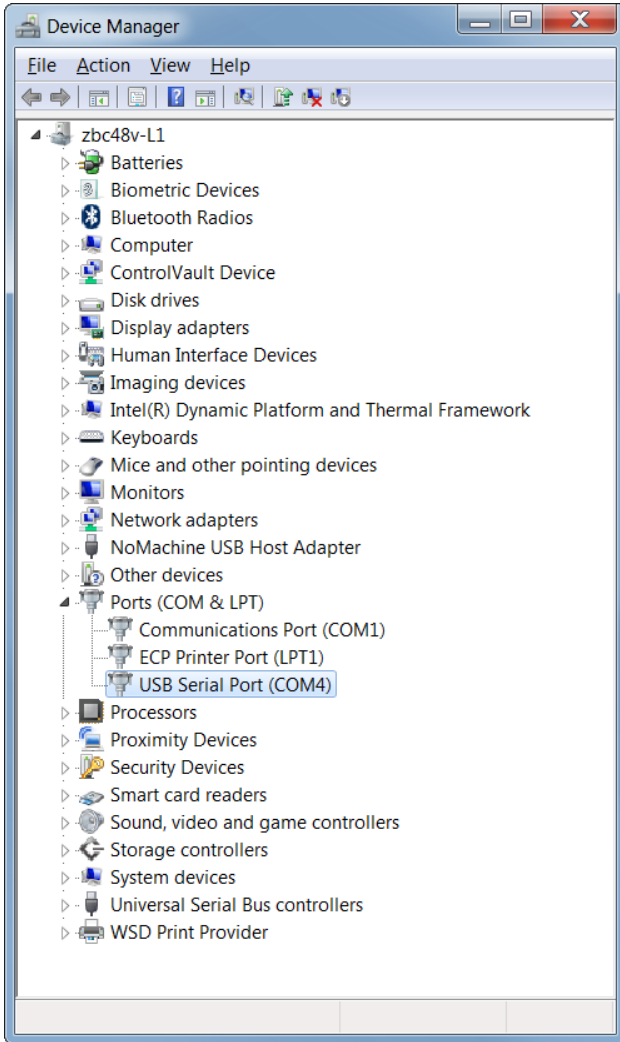 Device Manager
File Action View Help
zbc48v-L1
Batteries
Biometric Devices
Bluetooth Radios
Computer
ControlVault Device
Disk drives
Display adapters
Human Interface Devices
Imaging devices
Intel(R) Dynamic Platform and Thermal Framework
Keyboards
Mice and other pointing devices
Monitors
Network adapters
NoMachine USB Host Adapter
Other devices
Ports (COM & LPT)
Communications Port (COM1)
ECP Printer Port (LPT1)
USB Serial Port (COM4)
Processors
Proximity Devices
Security Devices
Smart card readers
Sound, video and game controllers
Storage controllers
System devices
Universal Serial Bus controllers
WSD Print Provider